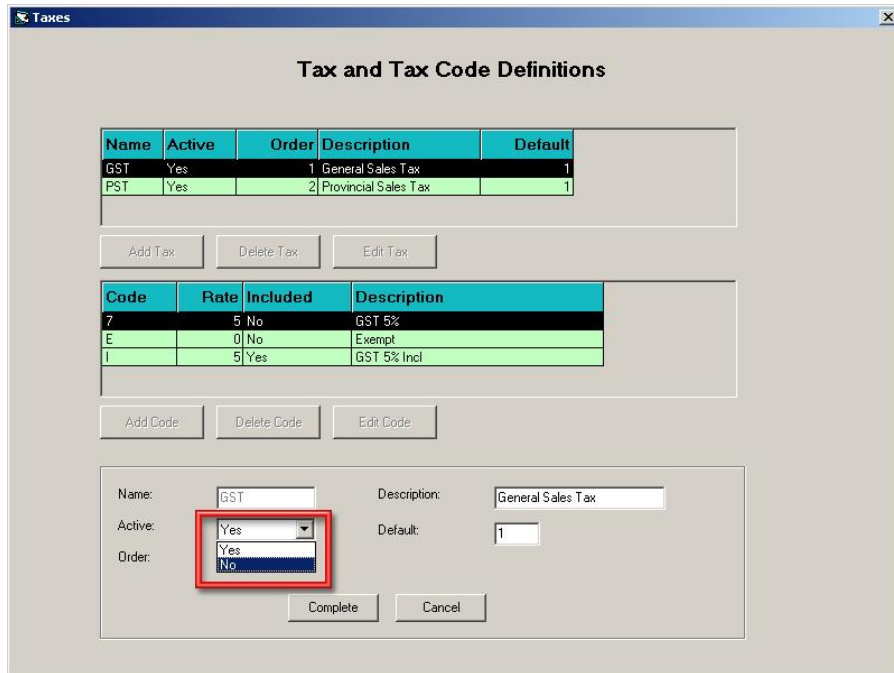 Taxes
Tax and Tax Code Definitions
Name Active Order Description Default
GST Yes 1 General Sales Tax 1
PST Yes 2 Provincial Sales Tax 1
Add Tax Delete Tax Edit Tax
Code Rate Included Description
7 5 No GST 5%
E 0 No Exempt
I 5 Yes GST 5% Incl
Add Code Delete Code Edit Code
Name: GST Description: General Sales Tax
Active: Yes Default: 1
Yes
Order: No
Complete Cancel